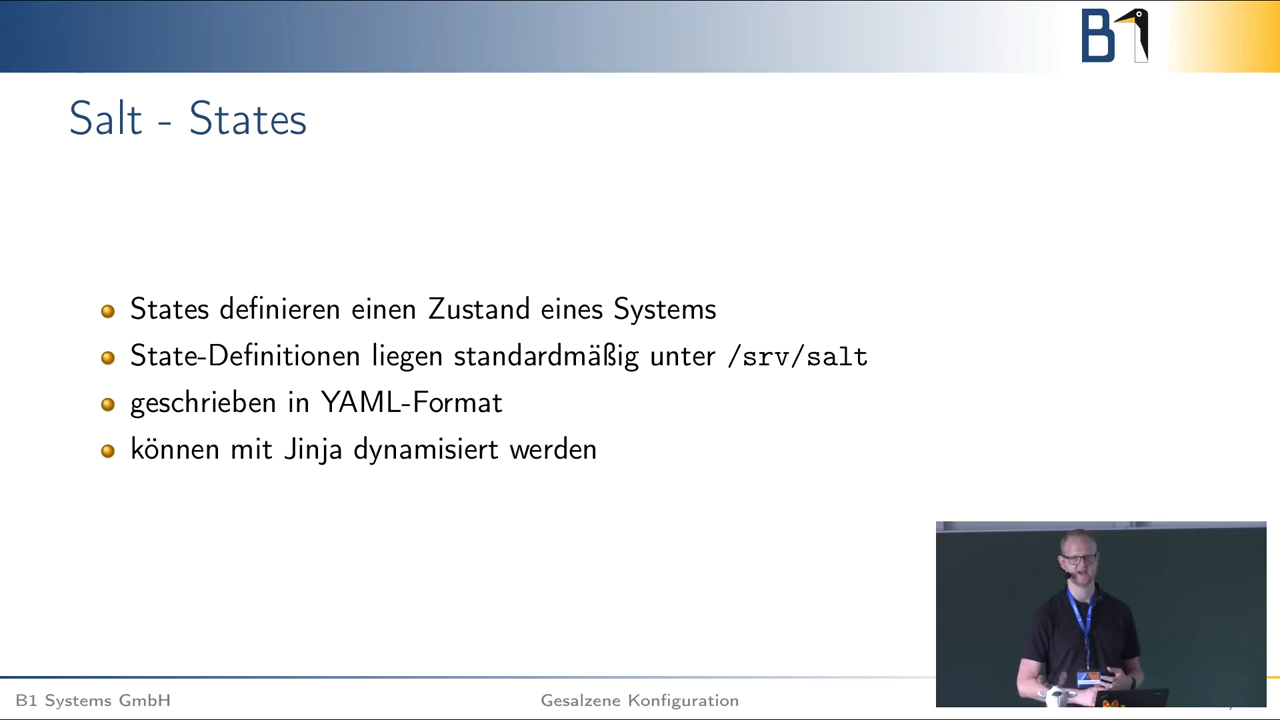 B1
Salt - States
States definieren einen Zustand eines Systems
State-Definitionen liegen standardmäßig unter /srv/salt
geschrieben in YAML-Format
können mit Jinja dynamisiert werden
B1 Systems GmbH
Gesalzene Konfiguration